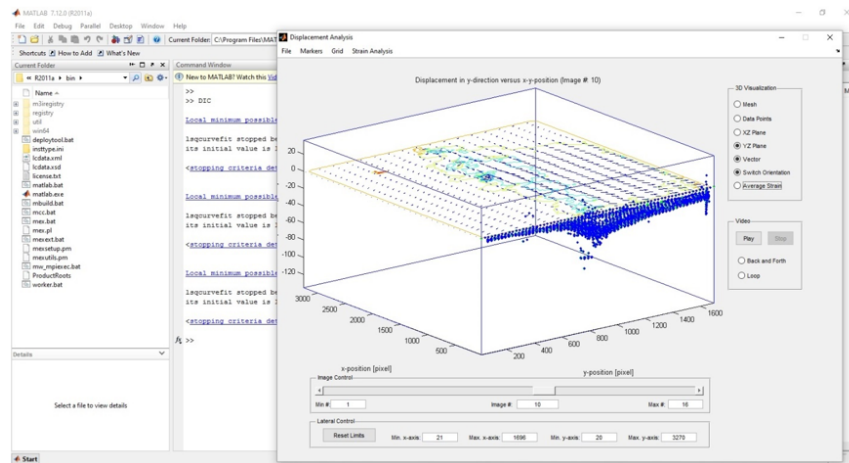 MATLAB 7.12.0 (R2011a)
File Edit Debug Parallel Desktop Window Help
Current Folder: C:\Program Files\MAT
Shortcuts How to Add What's New
Current Folder
« R2011a ▸ bin ▸
Name
m3iregistry
registry
util
win64
deploytool.bat
insttype.ini
lcdata.xml
lcdata.xsd
license.txt
matlab.bat
matlab.exe
mbuild.bat
mcc.bat
mex.bat
mex.pl
mexext.bat
mexsetup.pm
mexutils.pm
mw_mpiexec.bat
ProductRoots
worker.bat
Details
Select a file to view details
Start
Command Window
New to MATLAB? Watch this Vid
>>
>> DIC
Local minimum possible
lsqcurvefit stopped be
its initial value is
<stopping criteria det
Local minimum possible
lsqcurvefit stopped be
its initial value is
<stopping criteria det
Local minimum possible
lsqcurvefit stopped be
its initial value is
<stopping criteria det
fx >>
Displacement Analysis
File Markers Grid Strain Analysis
Displacement in y-direction versus x-y-position (Image #: 10)
20
0
-20
-40
-60
-80
-100
-120
3000
2500
2000
1500
1000
500
200
400
600
800
1000
1200
1400
1600
x-position [pixel]
y-position [pixel]
3D Visualization
Mesh
Data Points
XZ Plane
YZ Plane
Vector
Switch Orientation
Average Strain
Video
Play Stop
Back and Forth
Loop
Image Control
Min #: 1 Image #: 10 Max #: 16
Lateral Control
Reset Limits Min. x-axis: 21 Max. x-axis: 1696 Min. y-axis: 20 Max. y-axis: 3270